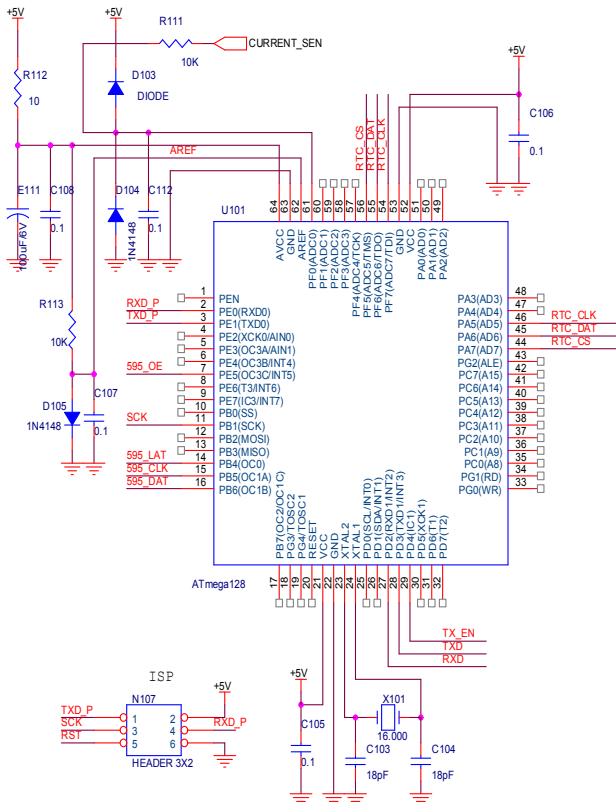 +5V
+5V
R111
10K
CURRENT_SEN
R112
10
D103
DIODE
+5V
C106
0.1
RTC_CS
RTC_DAT
RTC_CLK
AREF
E111
100uF/6V
C108
0.1
D104
1N4148
C112
0.1
64
63
62
61
60
59
58
57
56
55
54
53
52
51
50
49
U101
AVCC
GND
AREF
PF0(ADC0)
PF1(ADC1)
PF2(ADC2)
PF3(ADC3)
PF4(ADC4/TCK)
PF5(ADC5/TMS)
PF6(ADC6/TDO)
PF7(ADC7/TDI)
GND
VCC
PA0(AD0)
PA1(AD1)
PA2(AD2)
R113
10K
D105
1N4148
C107
0.1
1 PEN
RXD_P 2 PE0(RXD0)
TXD_P 3 PE1(TXD0)
4 PE2(XCK0/AIN0)
5 PE3(OC3A/AIN1)
6 PE4(OC3B/INT4)
595_OE 7 PE5(OC3C/INT5)
8 PE6(T3/INT6)
9 PE7(IC3/INT7)
10 PB0(SS)
SCK 11 PB1(SCK)
12 PB2(MOSI)
13 PB3(MISO)
595_LAT 14 PB4(OC0)
595_CLK 15 PB5(OC1A)
595_DAT 16 PB6(OC1B)
PA3(AD3) 48
PA4(AD4) 47
PA5(AD5) 46 RTC_CLK
PA6(AD6) 45 RTC_DAT
PA7(AD7) 44 RTC_CS
PG2(ALE) 43
PC7(A15) 42
PC6(A14) 41
PC5(A13) 40
PC4(A12) 39
PC3(A11) 38
PC2(A10) 37
PC1(A9) 36
PC0(A8) 35
PG1(RD) 34
PG0(WR) 33
PB7(OC2/OC1C)
PG3/TOSC2
PG4/TOSC1
RESET
VCC
GND
XTAL2
XTAL1
PD0(SCL/INT0)
PD1(SDA/INT1)
PD2(RXD1/INT2)
PD3(TXD1/INT3)
PD4(IC1)
PD5(XCK1)
PD6(T1)
PD7(T2)
ATmega128
17
18
19
20
21
22
23
24
25
26
27
28
29
30
31
32
TX_EN
TXD
RXD
ISP
N107
+5V
TXD_P 1 2
SCK 3 4 RXD_P
RST 5 6
HEADER 3X2
+5V
C105
0.1
X101
16.000
C103
18pF
C104
18pF